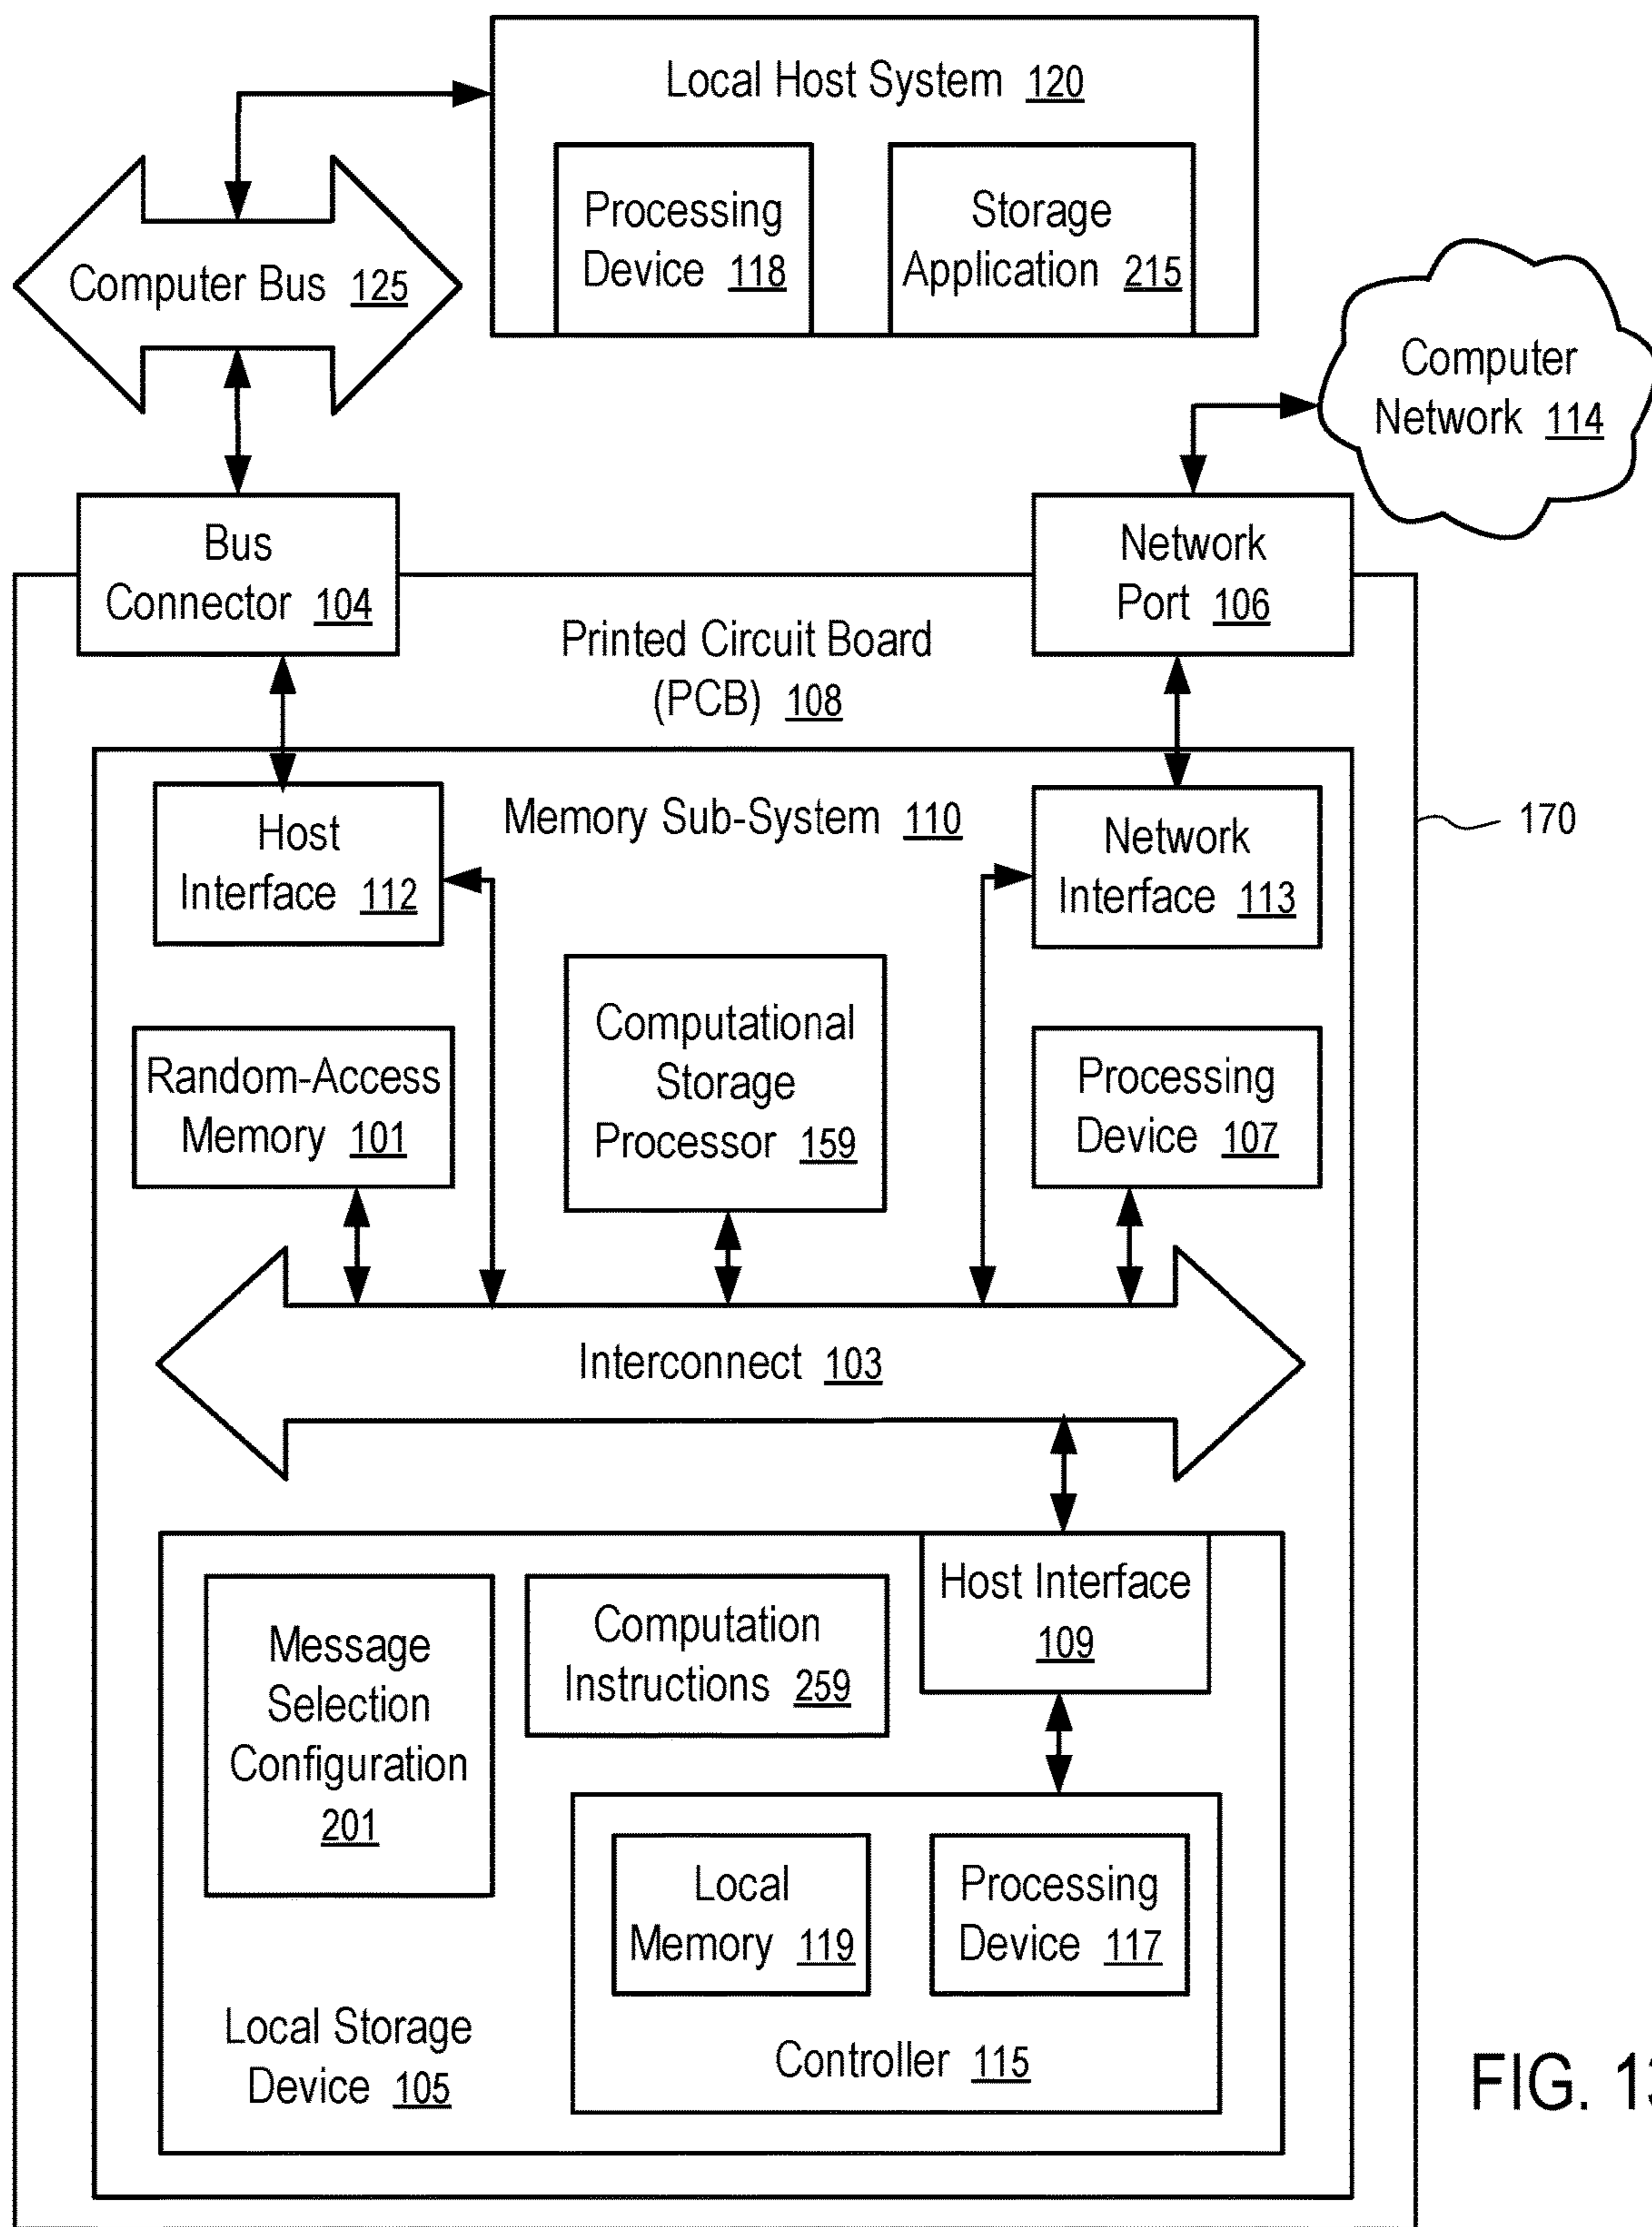 Local Host System 120
Processing
Device 118
Storage
Application 215
Computer Bus 125
Computer
Network 114
Bus
Connector 104
Network
Port 106
Printed Circuit Board
(PCB) 108
Host
Interface 112
Memory Sub-System 110
Network
Interface 113
170
Random-Access
Memory 101
Computational
Storage
Processor 159
Processing
Device 107
Interconnect 103
Message
Selection
Configuration
201
Computation
Instructions 259
Host Interface
109
Local
Memory 119
Processing
Device 117
Local Storage
Device 105
Controller 115
FIG. 13